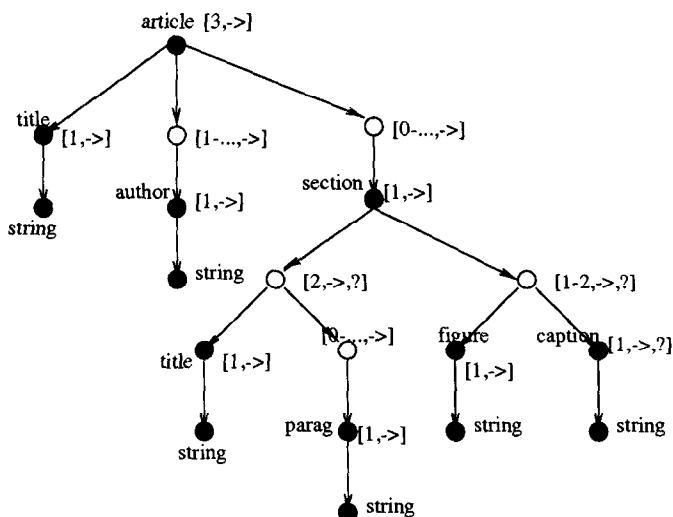 article [3,->]
title
[1,->]
[1-...,->]
[0-...,->]
author
[1,->]
section
[1,->]
string
string
[2,->,?]
[1-2,->,?]
[0-...,->]
figure
caption
[1,->,?]
title
[1,->]
[1,->]
parag
[1,->]
string
string
string
string